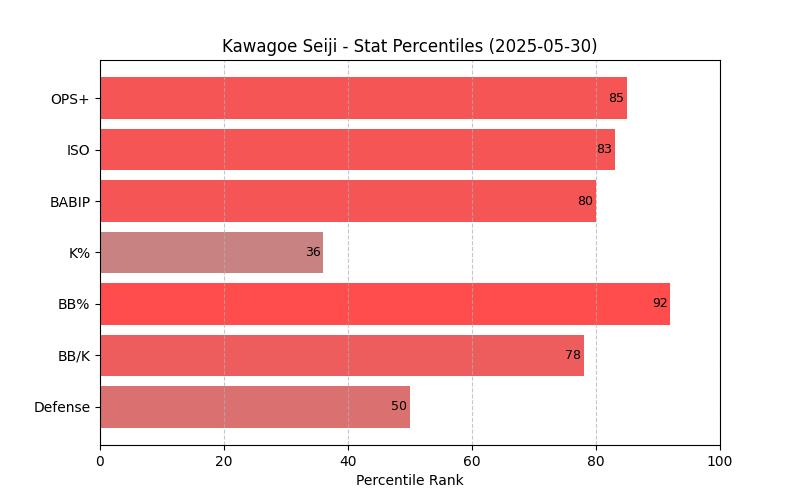 Kawagoe Seiji - Stat Percentiles (2025-05-30)
OPS+ 85
ISO 83
BABIP 80
K% 36
BB% 92
BB/K 78
Defense 50
0 20 40 60 80 100
Percentile Rank